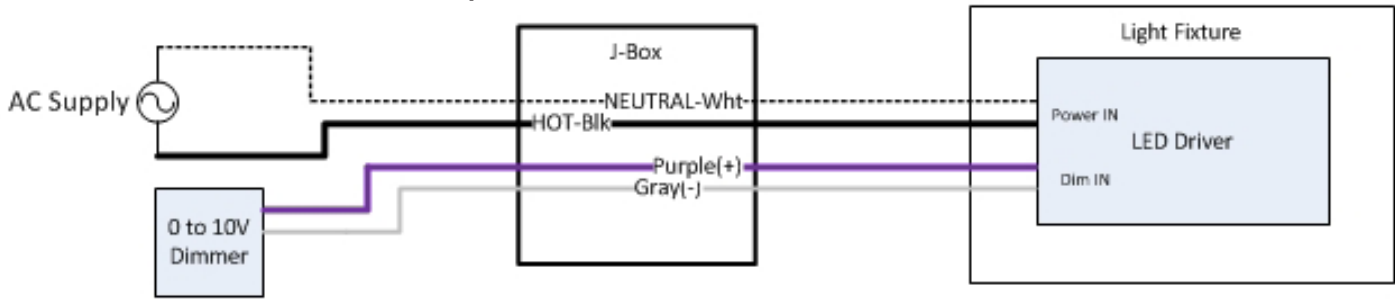 Light Fixture
J-Box
AC Supply
NEUTRAL-Wht
HOT-Blk
Power IN
LED Driver
Purple(+)
Dim IN
Gray(-)
0 to 10V
Dimmer